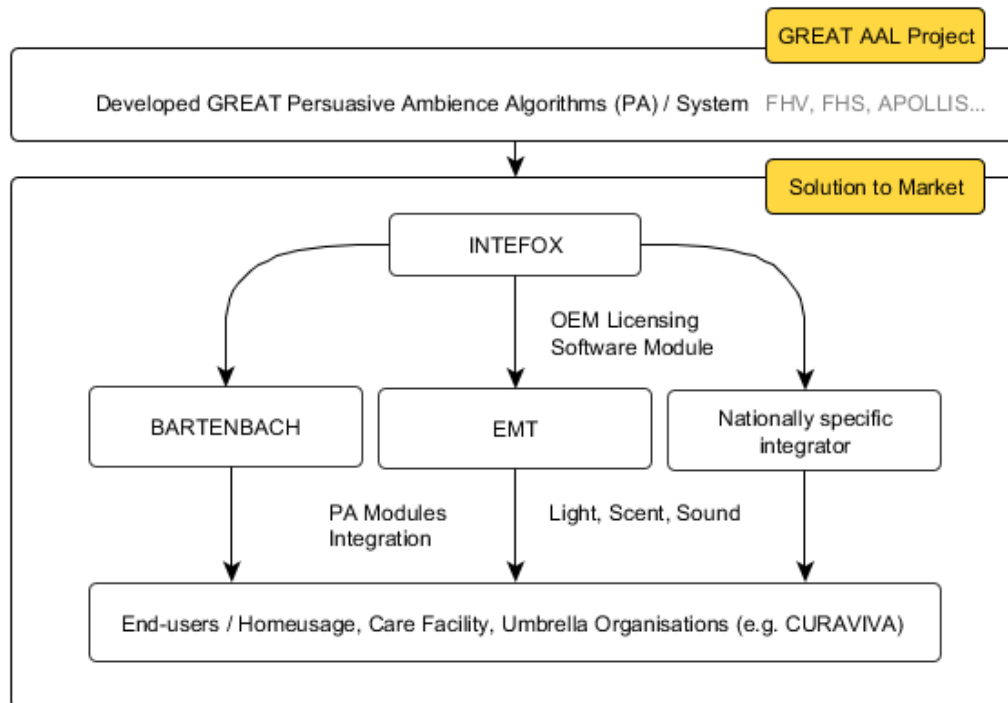 GREAT AAL Project
Developed GREAT Persuasive Ambience Algorithms (PA) / System FHV, FHS, APOLLIS...
Solution to Market
INTEFOX
OEM Licensing
Software Module
BARTENBACH
EMT
Nationally specific
integrator
PA Modules
Integration
Light, Scent, Sound
End-users / Homeusage, Care Facility, Umbrella Organisations (e.g. CURAVIVA)